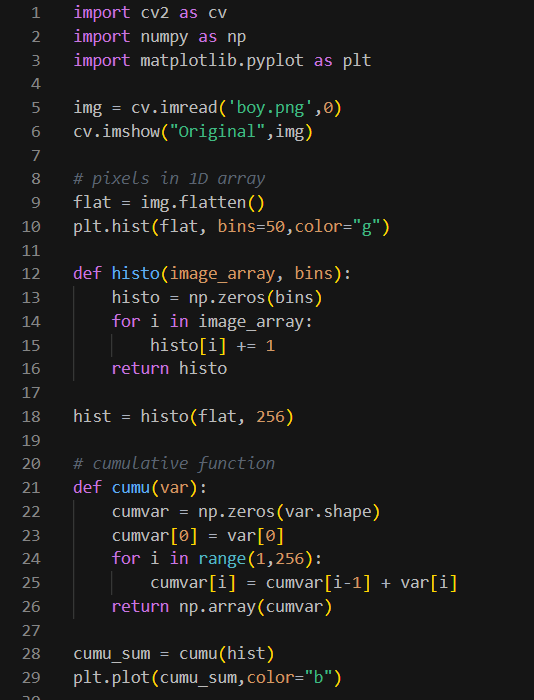 1 import cv2 as cv
2 import numpy as np
3 import matplotlib.pyplot as plt
4
5 img = cv.imread('boy.png',0)
6 cv.imshow("Original",img)
7
8 # pixels in 1D array
9 flat = img.flatten()
10 plt.hist(flat, bins=50,color="g")
11
12 def histo(image_array, bins):
13     histo = np.zeros(bins)
14     for i in image_array:
15         histo[i] += 1
16     return histo
17
18 hist = histo(flat, 256)
19
20 # cumulative function
21 def cumu(var):
22     cumvar = np.zeros(var.shape)
23     cumvar[0] = var[0]
24     for i in range(1,256):
25         cumvar[i] = cumvar[i-1] + var[i]
26     return np.array(cumvar)
27
28 cumu_sum = cumu(hist)
29 plt.plot(cumu_sum,color="b")